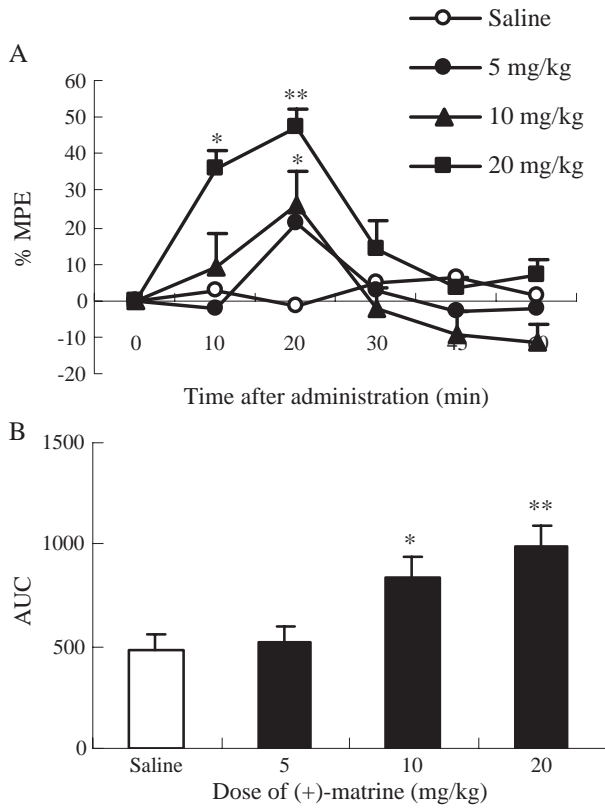 Saline
5 mg/kg
10 mg/kg
20 mg/kg
A
60
50
40
30
20
10
0
-10
-20
% MPE
* ** *
0 10 20 30 45
Time after administration (min)
B
1500
1000
500
0
AUC
* **
Saline 5 10 20
Dose of (+)-matrine (mg/kg)